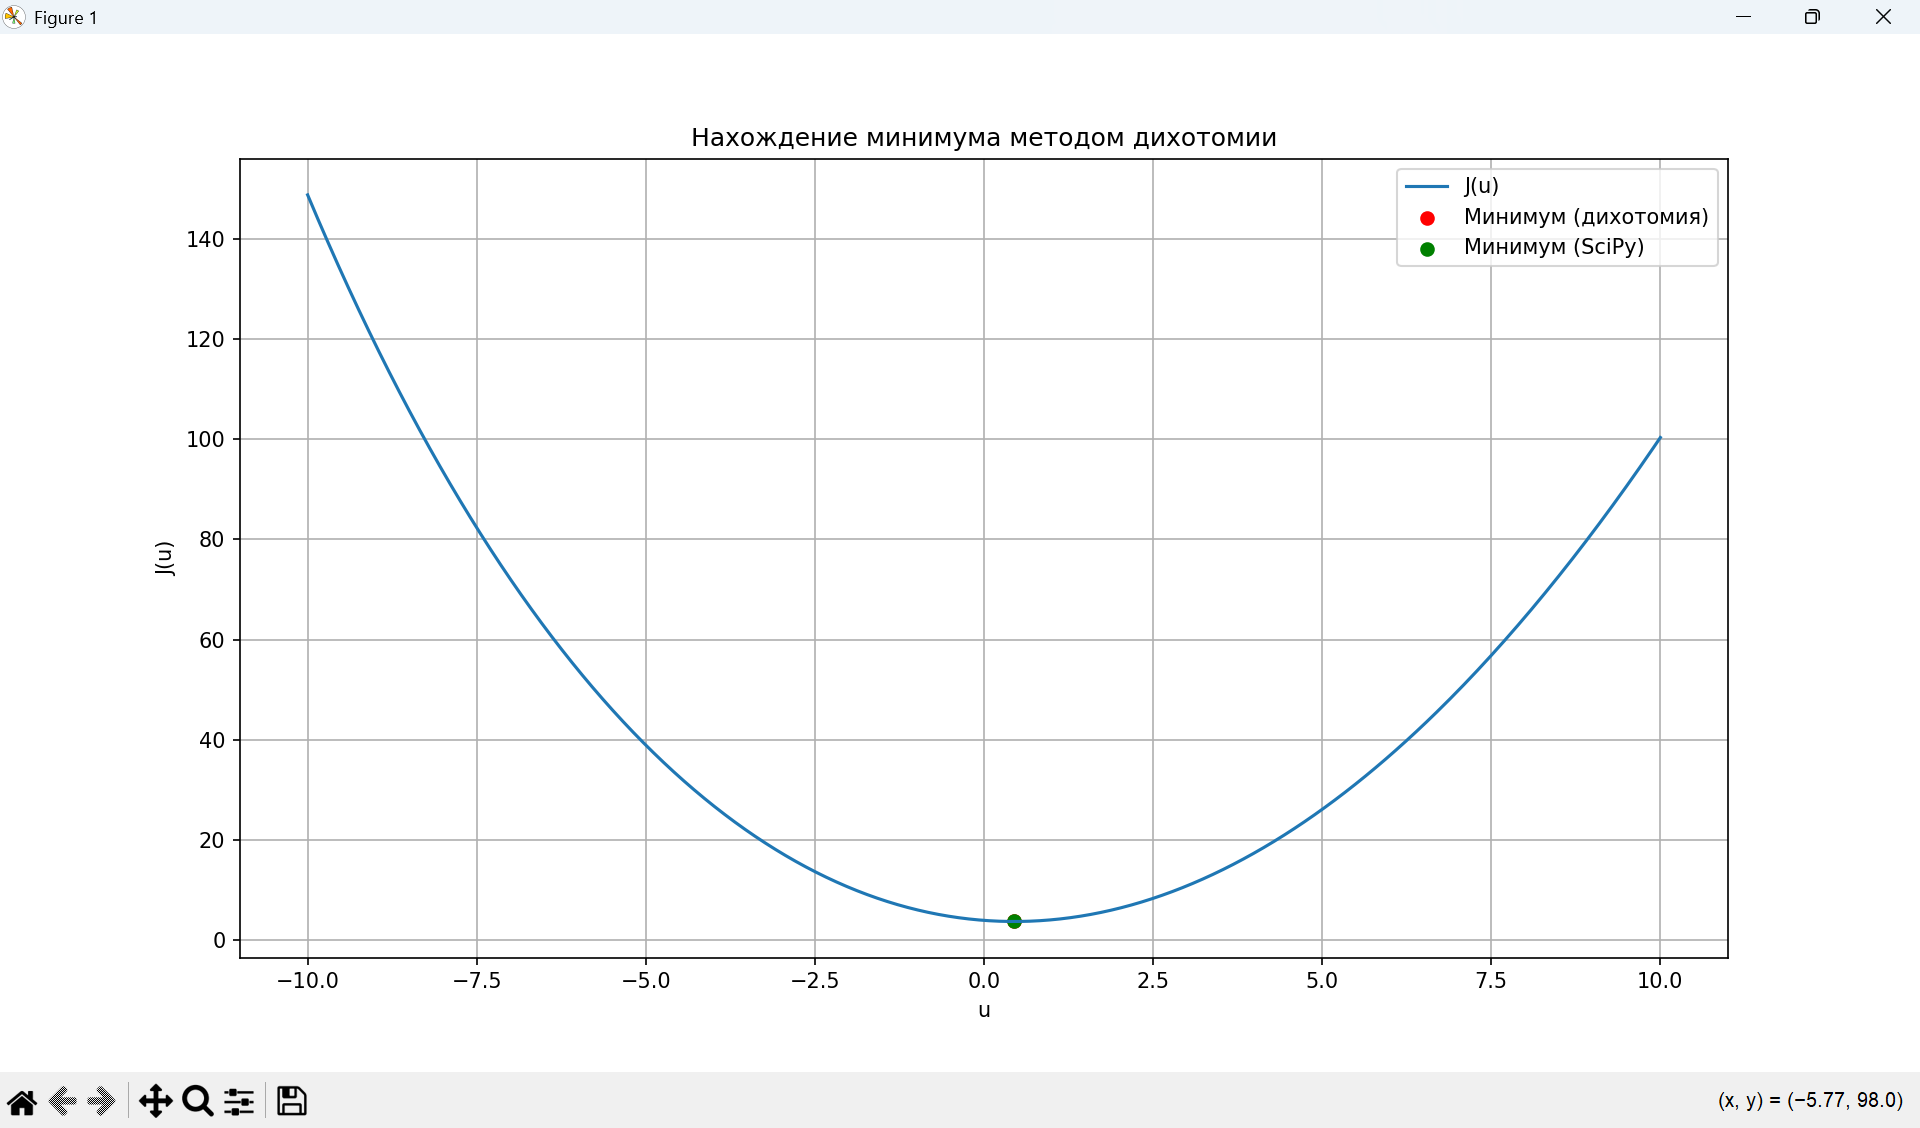 Figure 1
Нахождение минимума методом дихотомии
J(u)
Минимум (дихотомия)
Минимум (SciPy)
140
120
100
80
60
40
20
0
J(u)
−10.0 −7.5 −5.0 −2.5 0.0 2.5 5.0 7.5 10.0
u
(x, y) = (−5.77, 98.0)